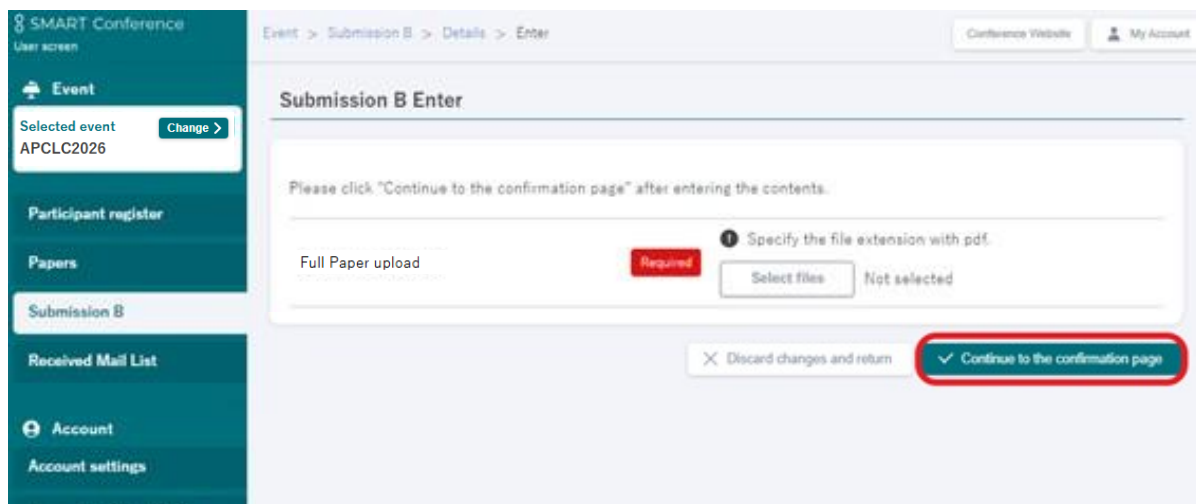 SMART Conference
User screen
Event > Submission B > Details > Enter
Conference Website
My Account
Event
Selected event
Change >
APCLC2026
Participant register
Papers
Submission B
Received Mail List
Account
Account settings
Submission B Enter
Please click "Continue to the confirmation page" after entering the contents.
Full Paper upload
Required
Specify the file extension with pdf.
Select files
Not selected
Discard changes and return
Continue to the confirmation page